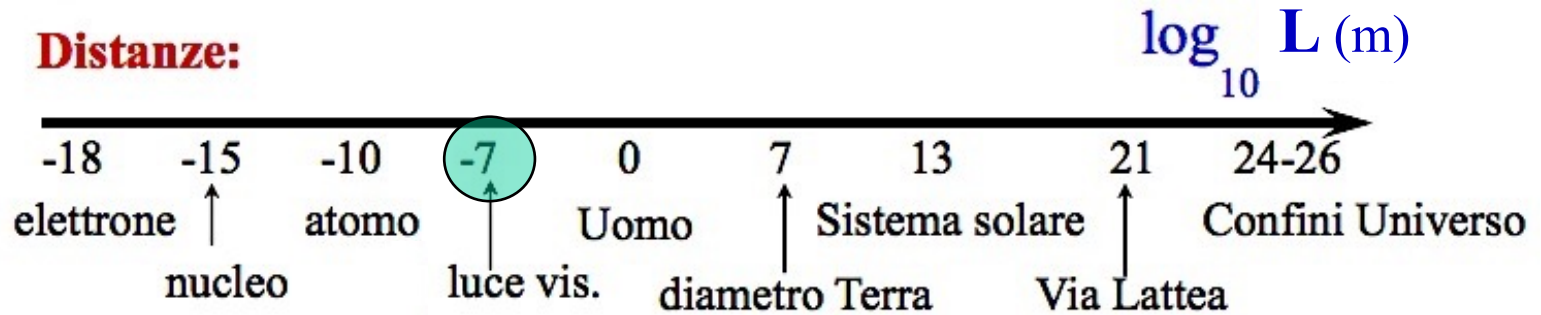 Distanze:
log10 L (m)
-18 -15 -10 -7 0 7 13 21 24-26
elettrone atomo Uomo Sistema solare Confini Universo
nucleo luce vis. diametro Terra Via Lattea